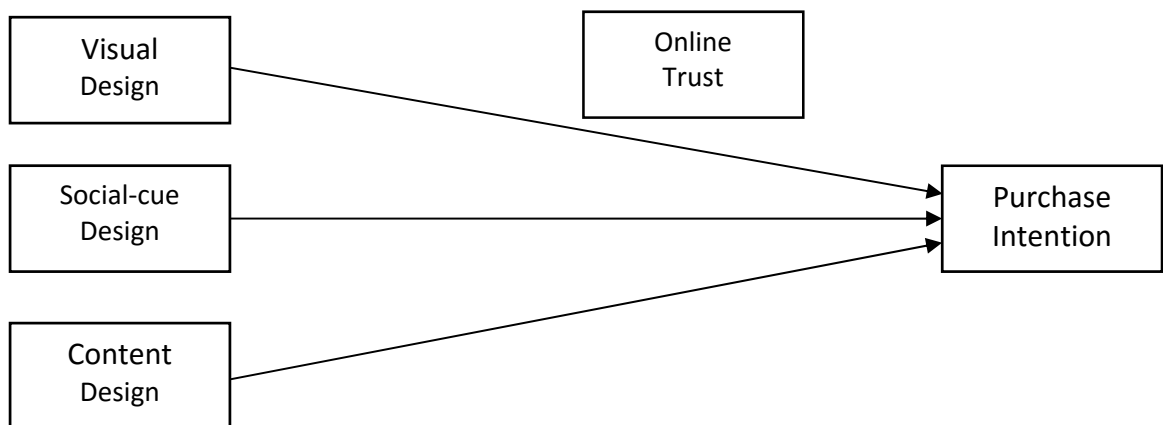 Visual
Design
Online
Trust
Social-cue
Design
Purchase
Intention
Content
Design